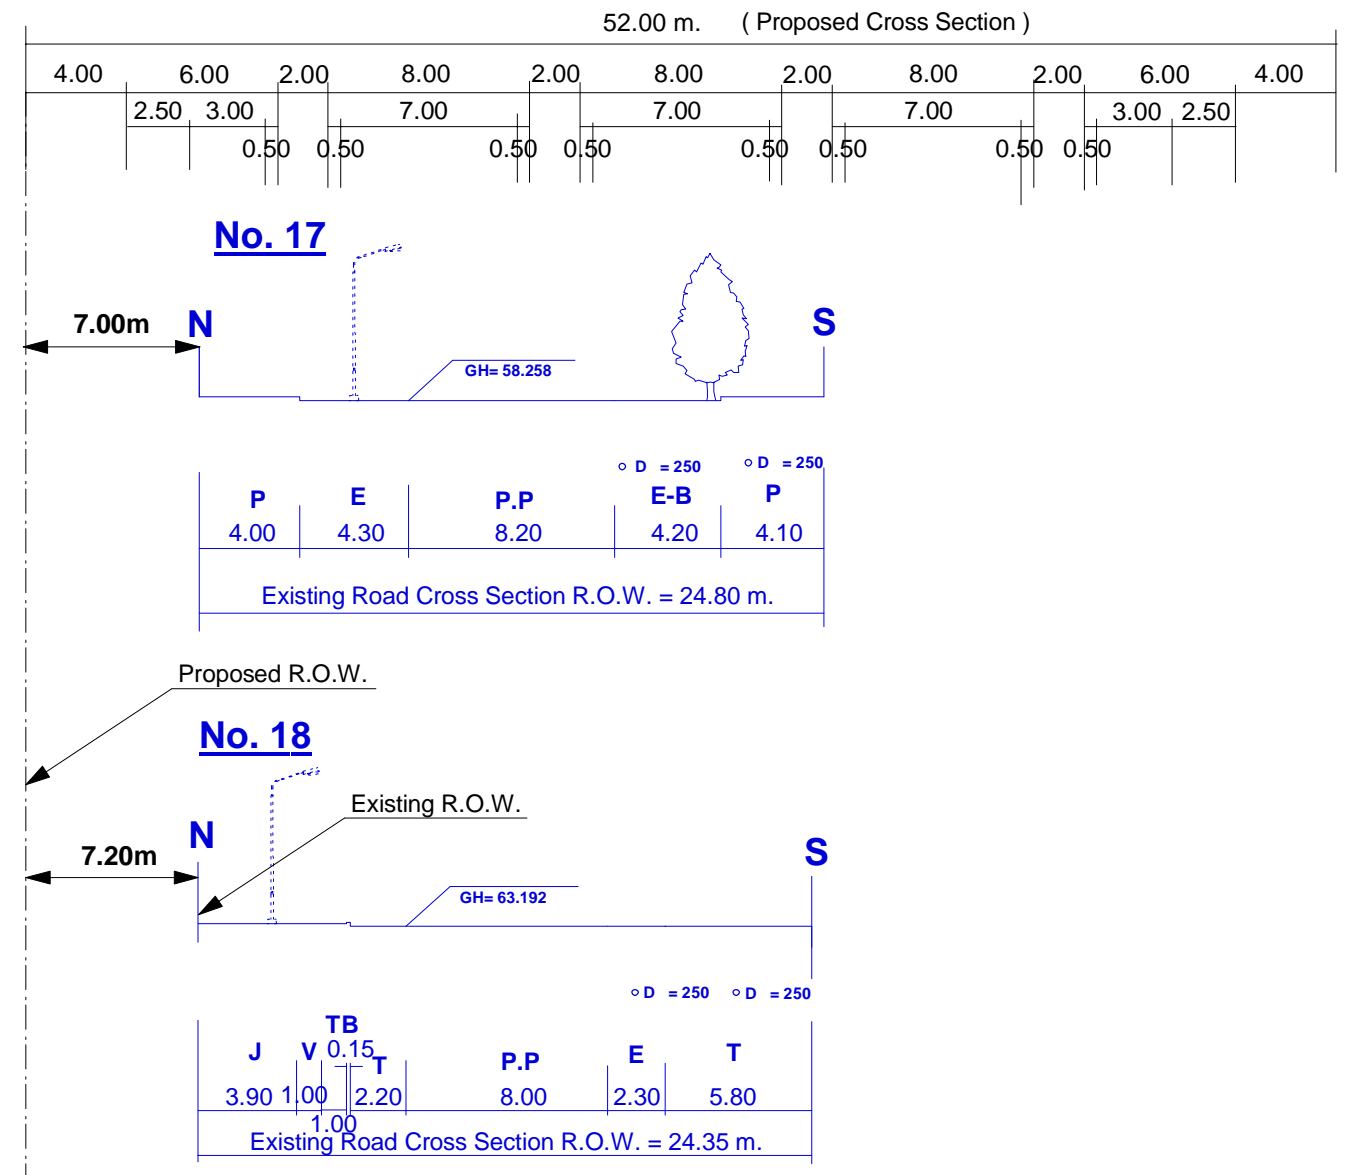 52.00 m. ( Proposed Cross Section )
4.00 6.00 2.00 8.00 2.00 8.00 2.00 8.00 2.00 6.00 4.00
2.50 3.00 7.00 7.00 7.00 3.00 2.50
0.50 0.50 0.50 0.50 0.50 0.50 0.50 0.50
No. 17
7.00m N S
GH= 58.258
D = 250 D = 250
P E P.P E-B P
4.00 4.30 8.20 4.20 4.10
Existing Road Cross Section R.O.W. = 24.80 m.
Proposed R.O.W.
No. 18
Existing R.O.W.
N S
7.20m
GH= 63.192
D = 250 D = 250
TB
J V 0.15 T P.P E T
3.90 1.00 2.20 8.00 2.30 5.80
1.00
Existing Road Cross Section R.O.W. = 24.35 m.